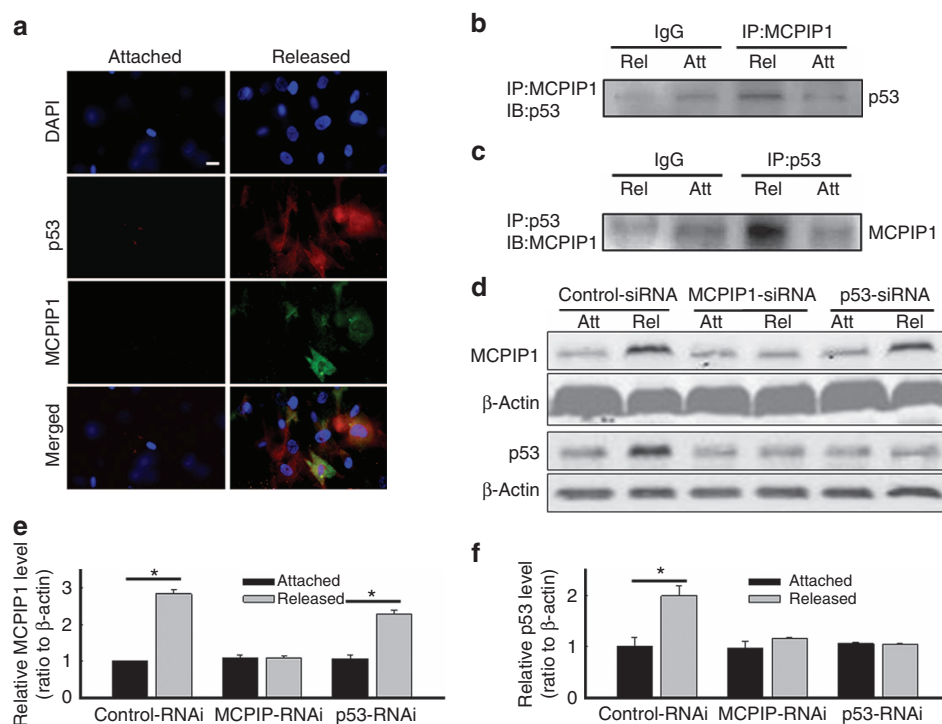 a
Attached Released
DAPI
p53
MCPIP1
Merged
b
IgG IP:MCPIP1
Rel Att Rel Att
IP:MCPIP1
IB:p53
p53
c
IgG IP:p53
Rel Att Rel Att
IP:p53
IB:MCPIP1
MCPIP1
d
Control-siRNA MCPIP1-siRNA p53-siRNA
Att Rel Att Rel Att Rel
MCPIP1
β-Actin
p53
β-Actin
e
Relative MCPIP1 level
(ratio to β-actin)
3
2
1
0
* *
Attached
Released
Control-RNAi MCPIP-RNAi p53-RNAi
f
Relative p53 level
(ratio to β-actin)
2
1
0
*
Attached
Released
Control-RNAi MCPIP-RNAi p53-RNAi